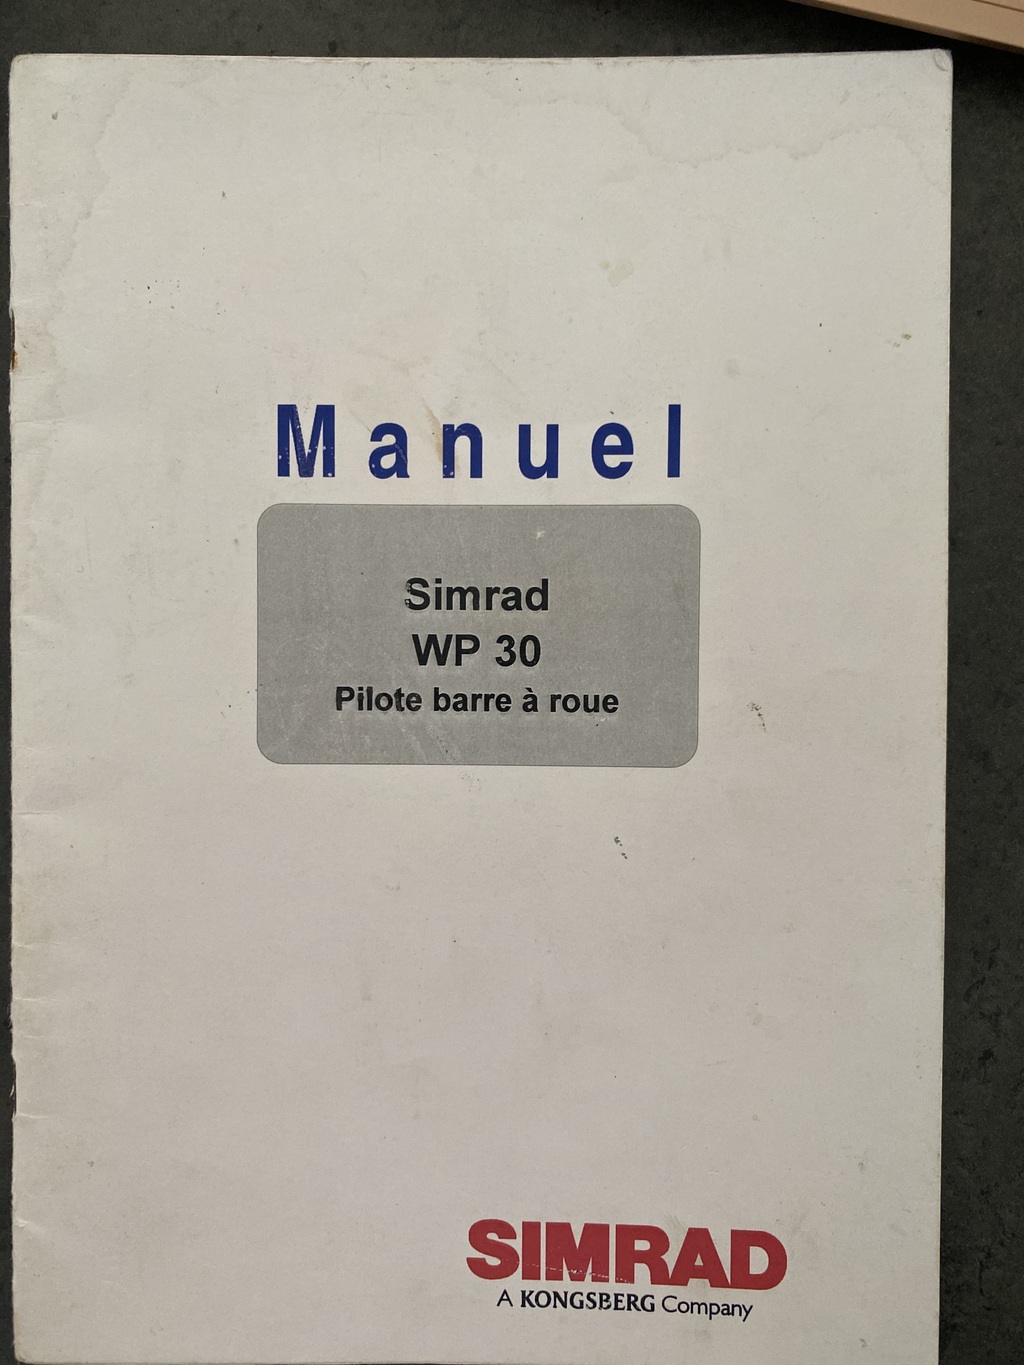 Manuel
Simrad
WP 30
Pilote barre à roue
SIMRAD
A KONGSBERG Company